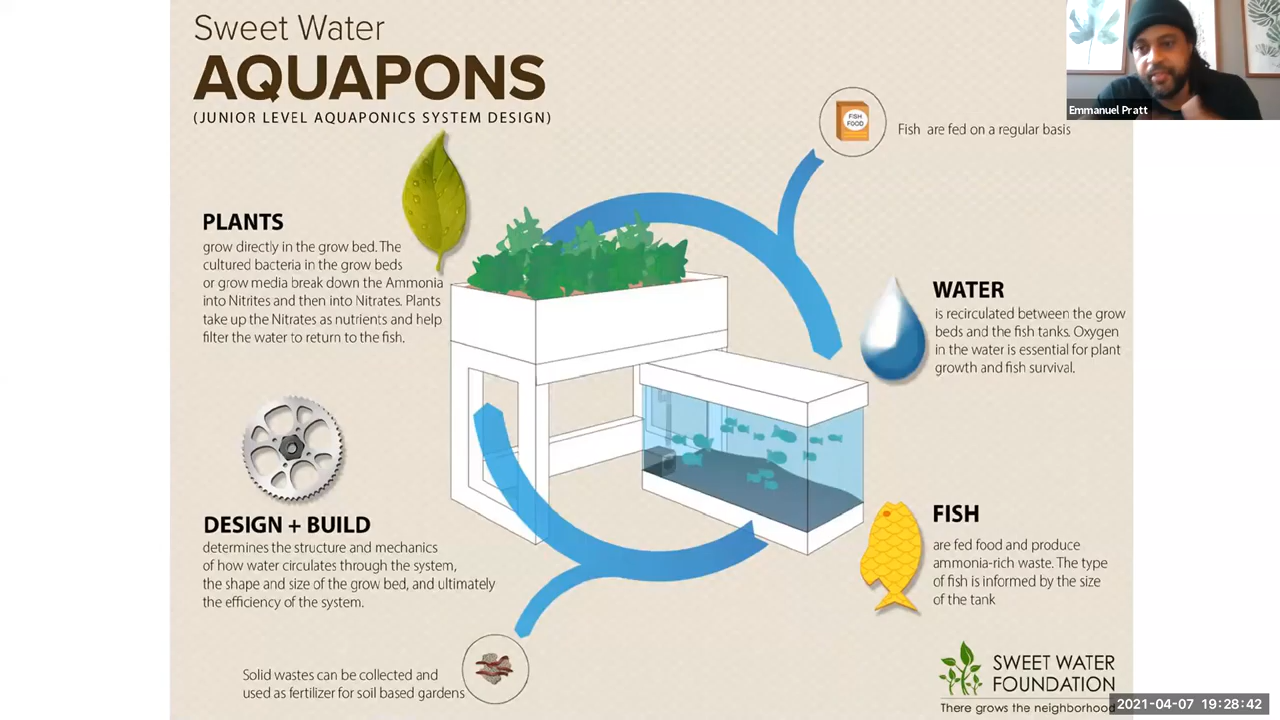 Sweet Water
AQUAPONS
(JUNIOR LEVEL AQUAPONICS SYSTEM DESIGN)
Emmanuel Pratt
FISH
FOOD
Fish are fed on a regular basis
PLANTS
grow directly in the grow bed. The
cultured bacteria in the grow beds
or grow media break down the Ammonia
into Nitrites and then into Nitrates. Plants
take up the Nitrates as nutrients and help
filter the water to return to the fish.
WATER
is recirculated between the grow
beds and the fish tanks. Oxygen
in the water is essential for plant
growth and fish survival.
DESIGN + BUILD
determines the structure and mechanics
of how water circulates through the system,
the shape and size of the grow bed, and ultimately
the efficiency of the system.
FISH
are fed food and produce
ammonia-rich waste. The type
of fish is informed by the size
of the tank
Solid wastes can be collected and
used as fertilizer for soil based gardens
SWEET WATER
FOUNDATION
There grows the neighborhood
2021-04-07 19:28:42